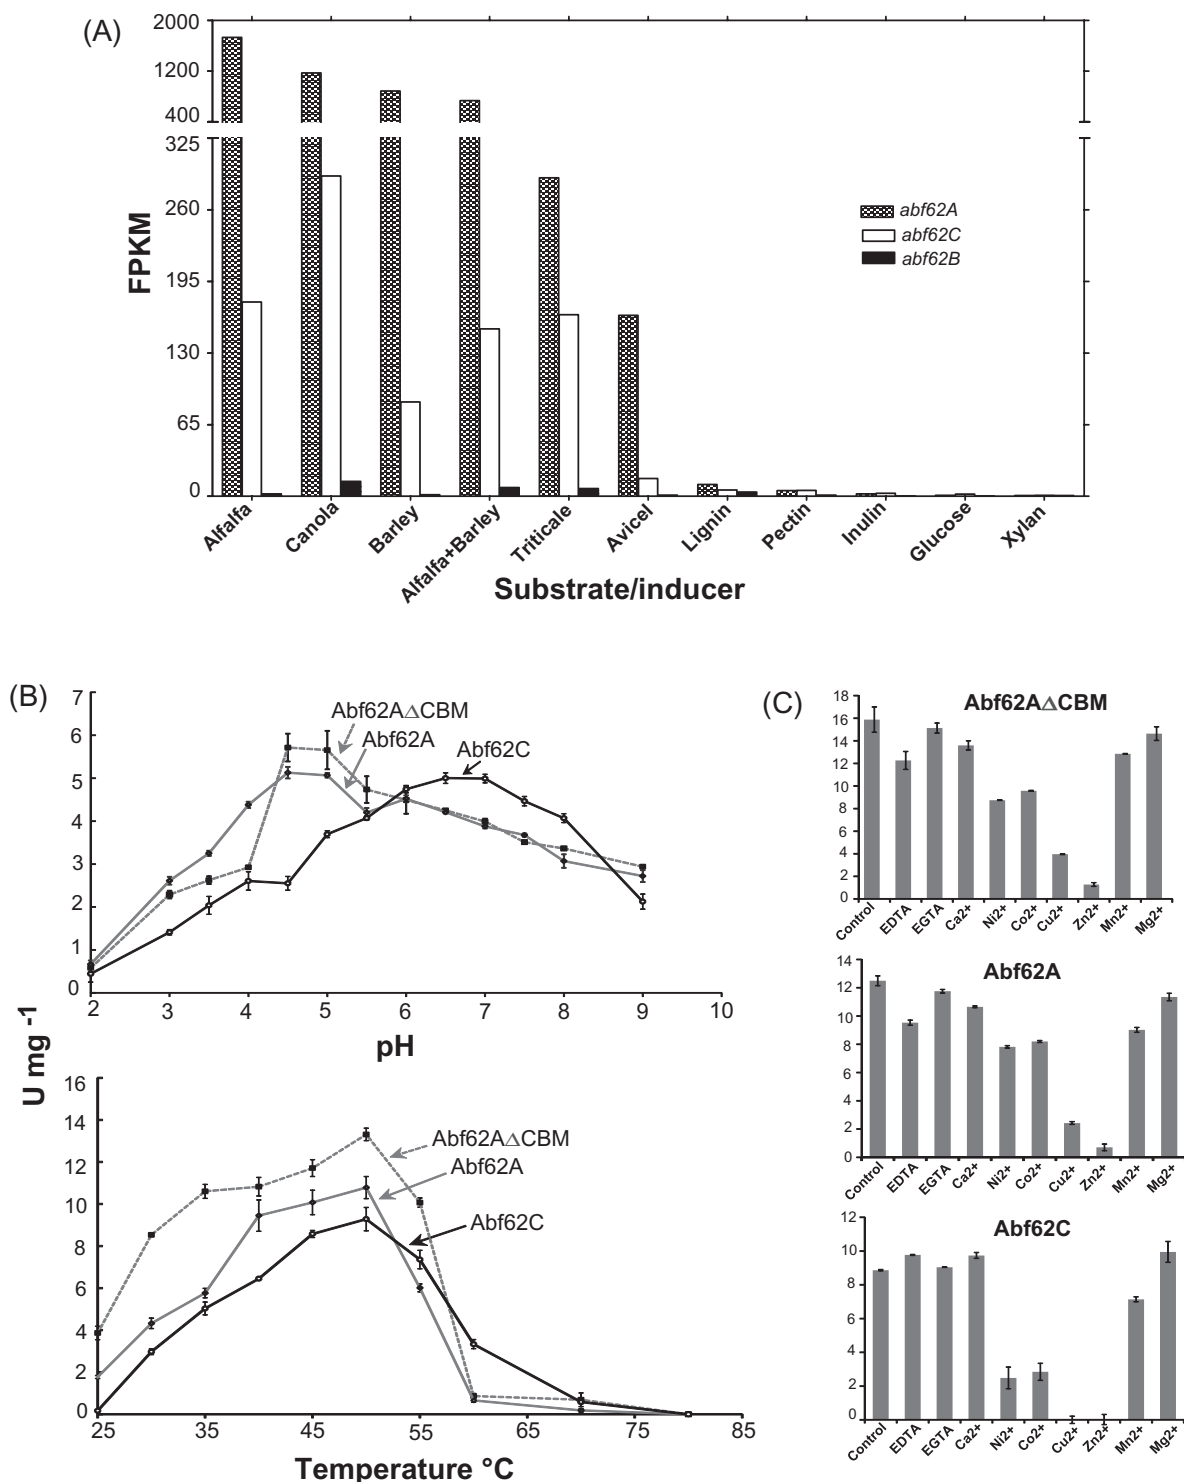 (A)
2000
1200
400
325
260
195
130
65
0
FPKM
abf62A
abf62C
abf62B
Alfalfa
Canola
Barley
Alfalfa+Barley
Triticale
Avicel
Lignin
Pectin
Inulin
Glucose
Xylan
Substrate/inducer
(B)
7
6
5
4
3
2
1
0
Abf62AΔCBM
Abf62A
Abf62C
2 3 4 5 6 7 8 9 10
pH
U mg -1
16
14
12
10
8
6
4
2
0
Abf62AΔCBM
Abf62A
Abf62C
25 35 45 55 65 75 85
Temperature °C
(C)
Abf62AΔCBM
18
16
14
12
10
8
6
4
2
0
Control EDTA EGTA Ca2+ Ni2+ Co2+ Cu2+ Zn2+ Mn2+ Mg2+
Abf62A
14
12
10
8
6
4
2
0
Control EDTA EGTA Ca2+ Ni2+ Co2+ Cu2+ Zn2+ Mn2+ Mg2+
Abf62C
12
10
8
6
4
2
0
Control EDTA EGTA Ca2+ Ni2+ Co2+ Cu2+ Zn2+ Mn2+ Mg2+